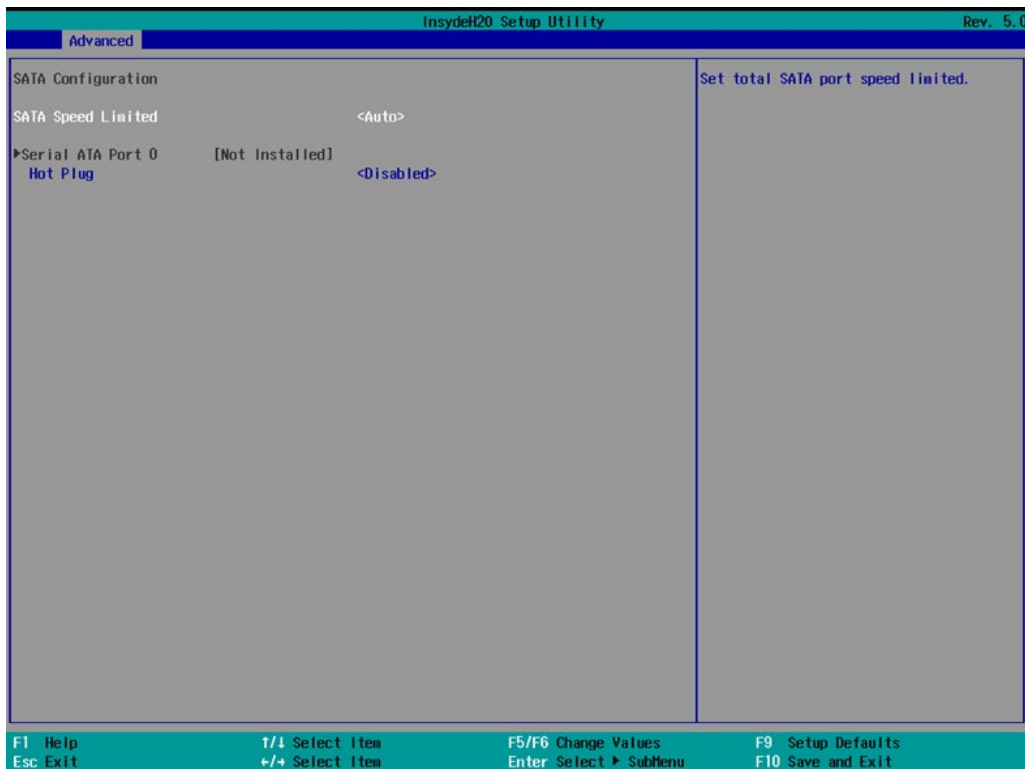 InsydeH20 Setup Utility Rev. 5.0
Advanced
SATA Configuration
SATA Speed Limited <Auto>
▶Serial ATA Port 0 [Not Installed]
Hot Plug <Disabled>
Set total SATA port speed limited.
F1 Help ↑/↓ Select Item F5/F6 Change Values F9 Setup Defaults
Esc Exit ←/→ Select Item Enter Select ▶ SubMenu F10 Save and Exit